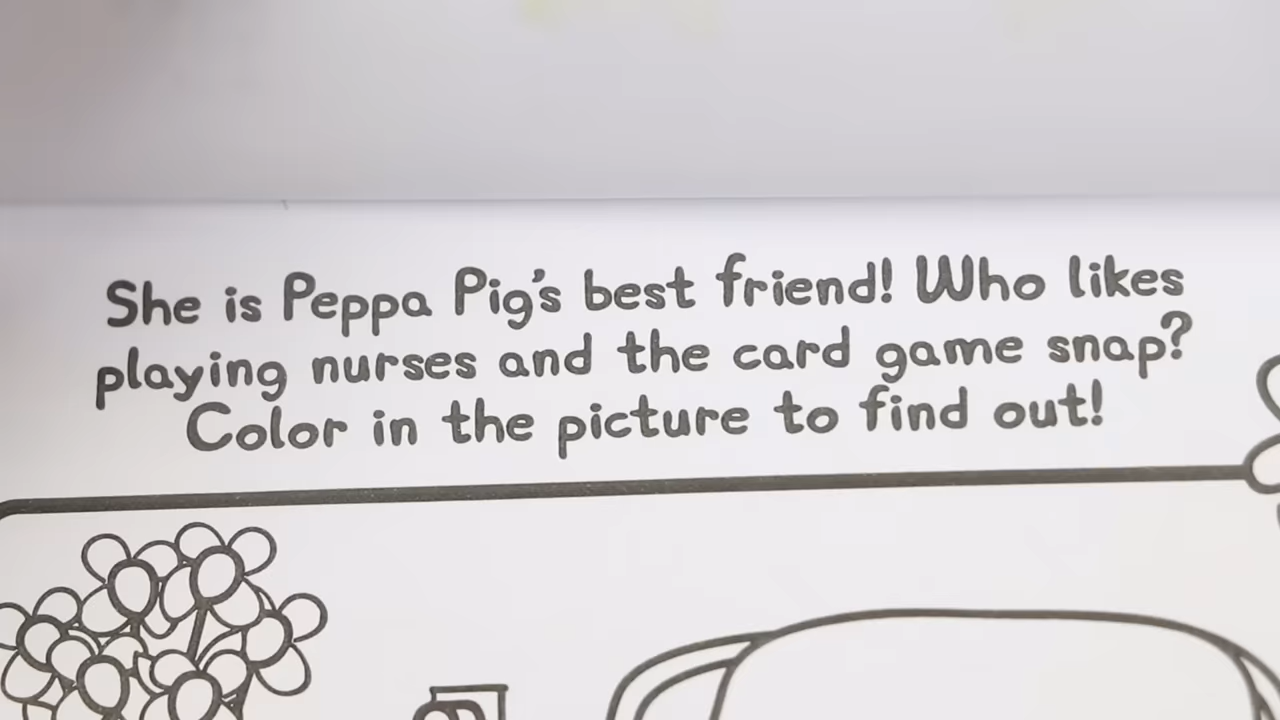 She is Peppa Pig's best friend! Who likes
playing nurses and the card game snap?
Color in the picture to find out!